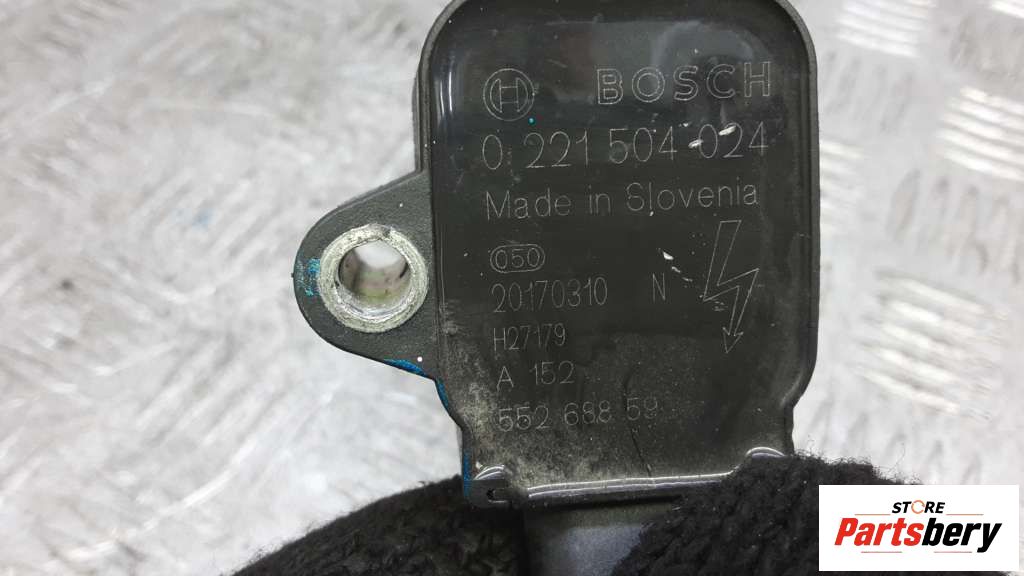 BOSCH
0 221 504 024
Made in Slovenia
050
20170310 N
H27179
A 152
552 688 59
STORE
Partsbery